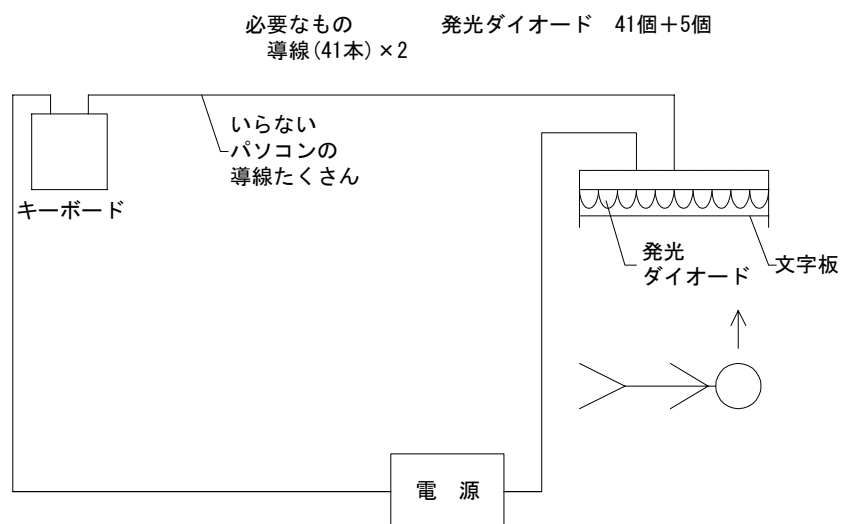 必要なもの 発光ダイオード 41個＋5個
導線(41本)×2
いらない
パソコンの
導線たくさん
キーボード
発光
ダイオード
文字板
電 源